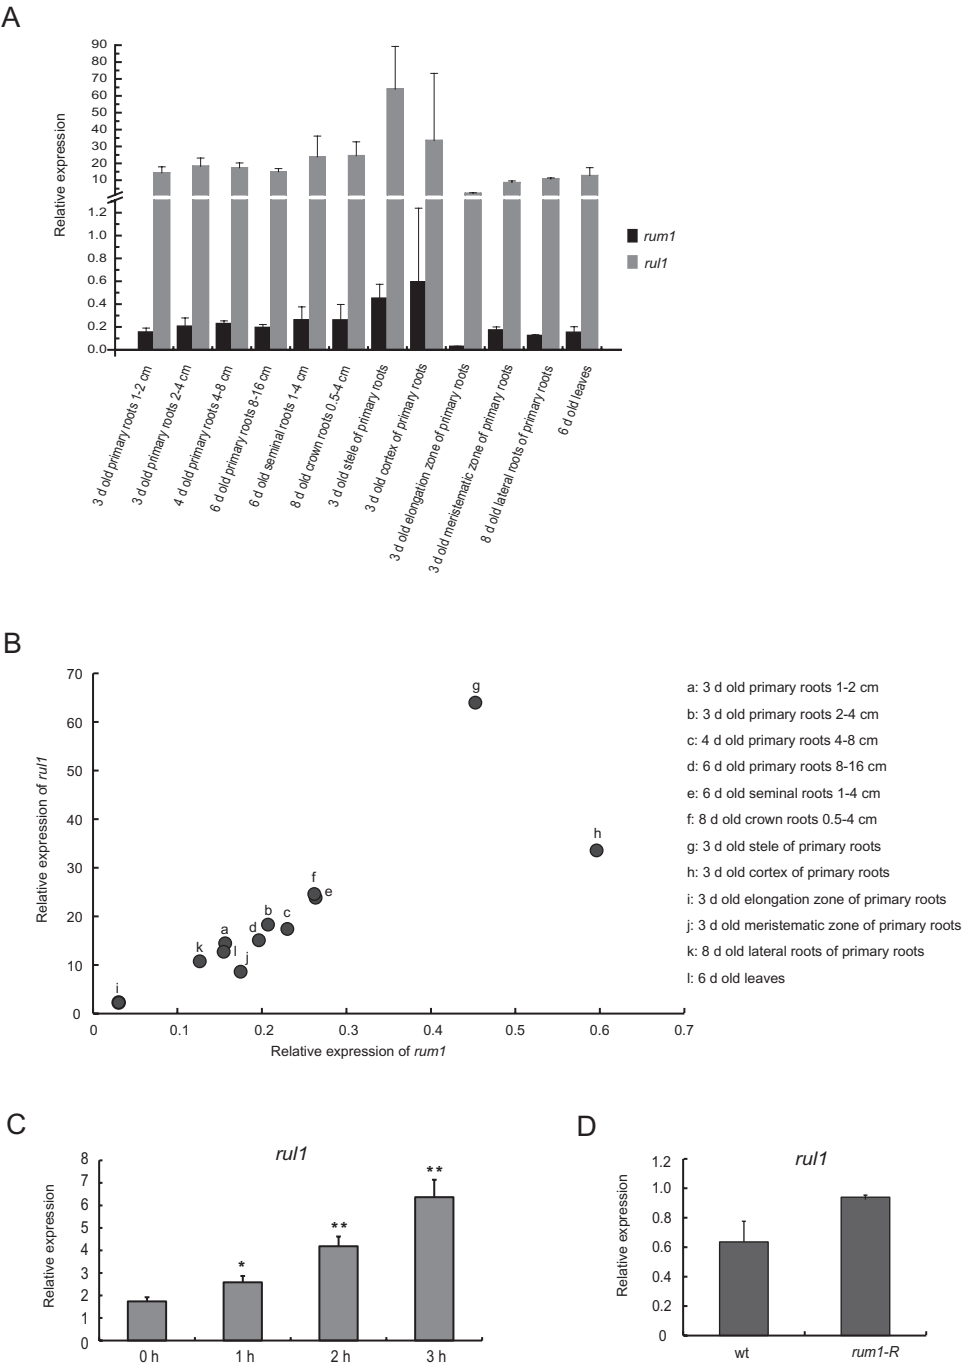 A
Relative expression
90
80
70
60
50
40
30
20
10
1.2
1.0
0.8
0.6
0.4
0.2
0.0
rum1
rul1
3 d old primary roots 1-2 cm
3 d old primary roots 2-4 cm
4 d old primary roots 4-8 cm
6 d old primary roots 8-16 cm
6 d old seminal roots 1-4 cm
8 d old crown roots 0.5-4 cm
3 d old stele of primary roots
3 d old cortex of primary roots
3 d old elongation zone of primary roots
3 d old meristematic zone of primary roots
8 d old lateral roots of primary roots
6 d old leaves
B
Relative expression of rul1
70
60
50
40
30
20
10
0
g
h
f
e
b
c
a
d
k
l
j
i
0 0.1 0.2 0.3 0.4 0.5 0.6 0.7
Relative expression of rum1
a: 3 d old primary roots 1-2 cm
b: 3 d old primary roots 2-4 cm
c: 4 d old primary roots 4-8 cm
d: 6 d old primary roots 8-16 cm
e: 6 d old seminal roots 1-4 cm
f: 8 d old crown roots 0.5-4 cm
g: 3 d old stele of primary roots
h: 3 d old cortex of primary roots
i: 3 d old elongation zone of primary roots
j: 3 d old meristematic zone of primary roots
k: 8 d old lateral roots of primary roots
l: 6 d old leaves
C
rul1
Relative expression
8
7
6
5
4
3
2
1
0
*
**
**
0 h 1 h 2 h 3 h
D
rul1
Relative expression
1.2
1.0
0.8
0.6
0.4
0.2
0
wt rum1-R